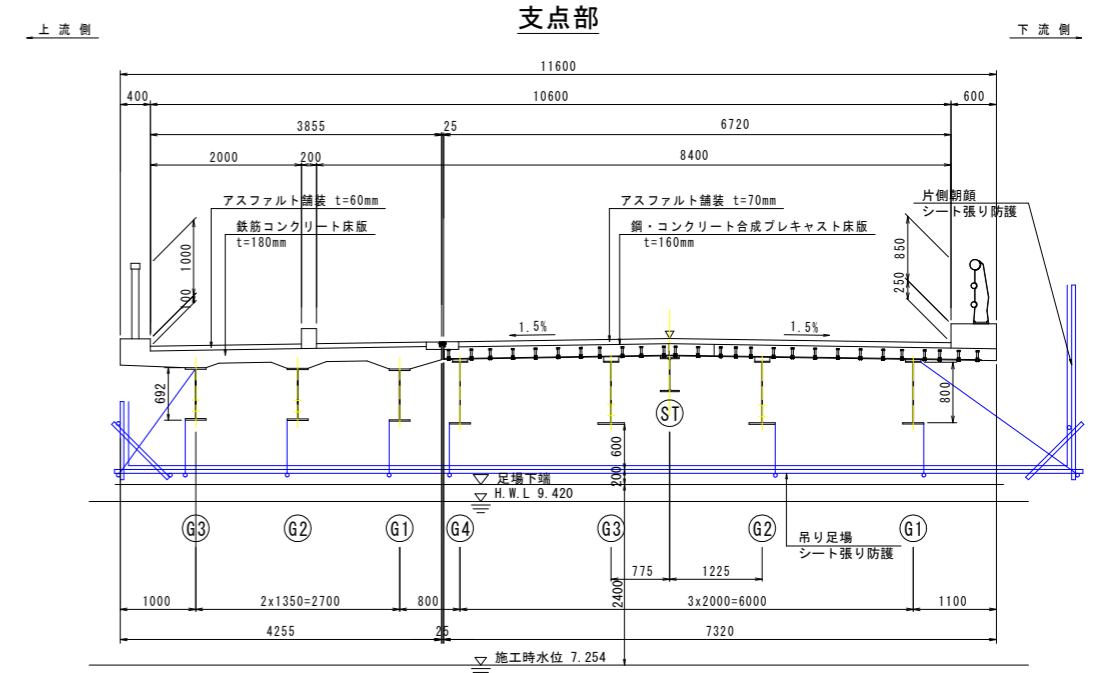 支点部
上 流 側
下 流 側
11600
400
10600
600
3855
25
6720
2000
200
8400
アスファルト舗装 t=60mm
鉄筋コンクリート床版
t=180mm
アスファルト舗装 t=70mm
鋼・コンクリート合成プレキャスト床版
t=160mm
片側朝顔
シート張り防護
1000
100
850
250
1.5%
1.5%
692
800
ST
600
200
足場下端
H.W.L 9.420
G3
G2
G1
G4
G3
G2
G1
吊り足場
シート張り防護
775
1225
2400
1000
2x1350=2700
800
3x2000=6000
1100
4255
25
7320
施工時水位 7.254